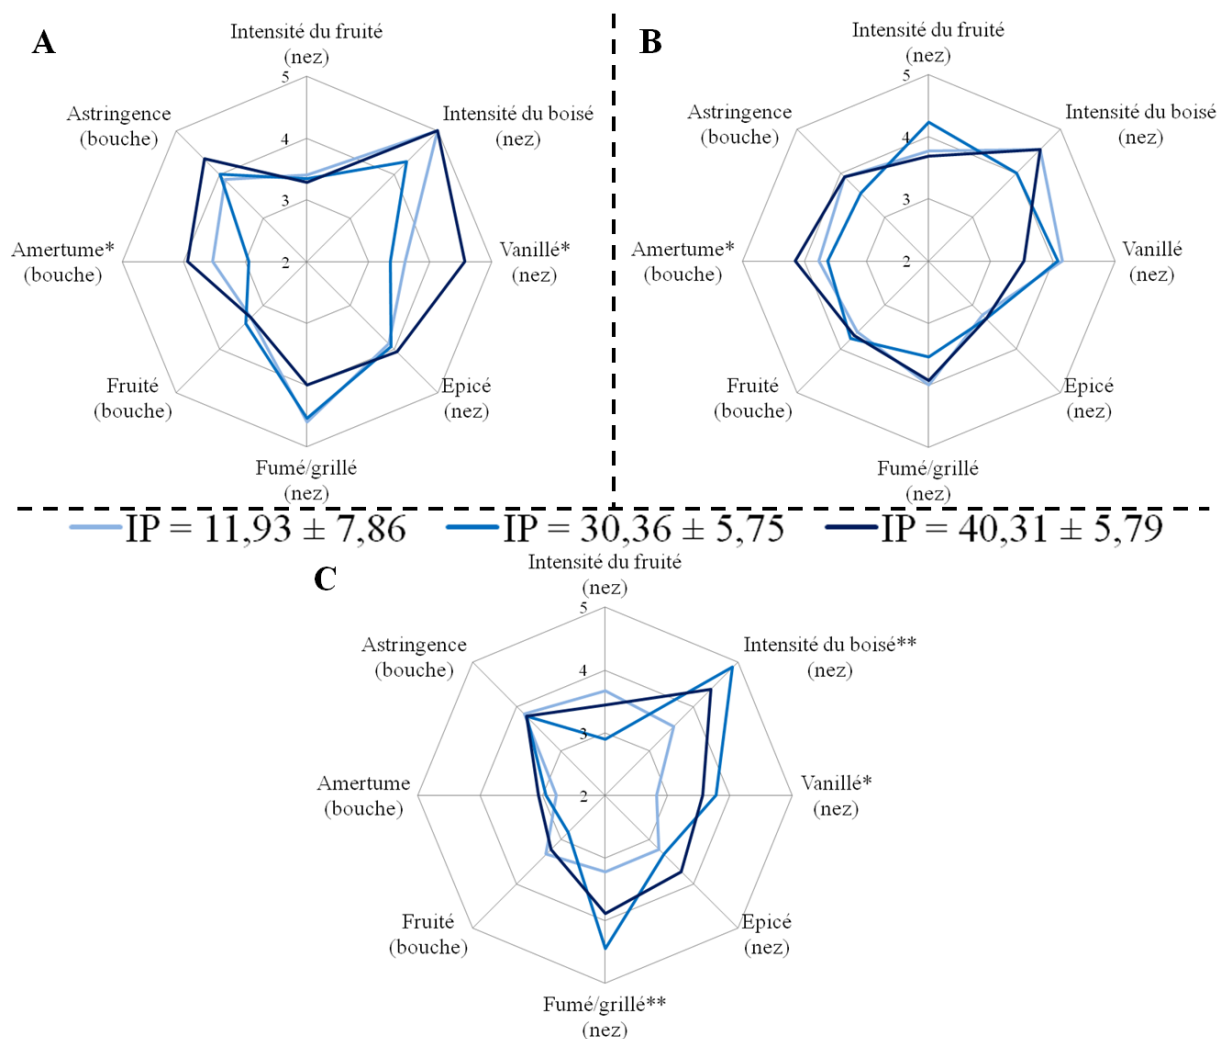 A
Intensité du fruité
(nez)
5
Intensité du boisé
(nez)
4
3
2
Vanillé*
(nez)
Epicé
(nez)
Fumé/grillé
(nez)
Fruité
(bouche)
Amertume*
(bouche)
Astringence
(bouche)
B
Intensité du fruité
(nez)
5
Intensité du boisé
(nez)
4
3
2
Vanillé
(nez)
Epicé
(nez)
Fumé/grillé
(nez)
Fruité
(bouche)
Amertume*
(bouche)
Astringence
(bouche)
IP = 11,93 ± 7,86
IP = 30,36 ± 5,75
IP = 40,31 ± 5,79
C
Intensité du fruité
(nez)
5
Intensité du boisé**
(nez)
4
3
2
Vanillé*
(nez)
Epicé
(nez)
Fumé/grillé**
(nez)
Fruité
(bouche)
Amertume
(bouche)
Astringence
(bouche)